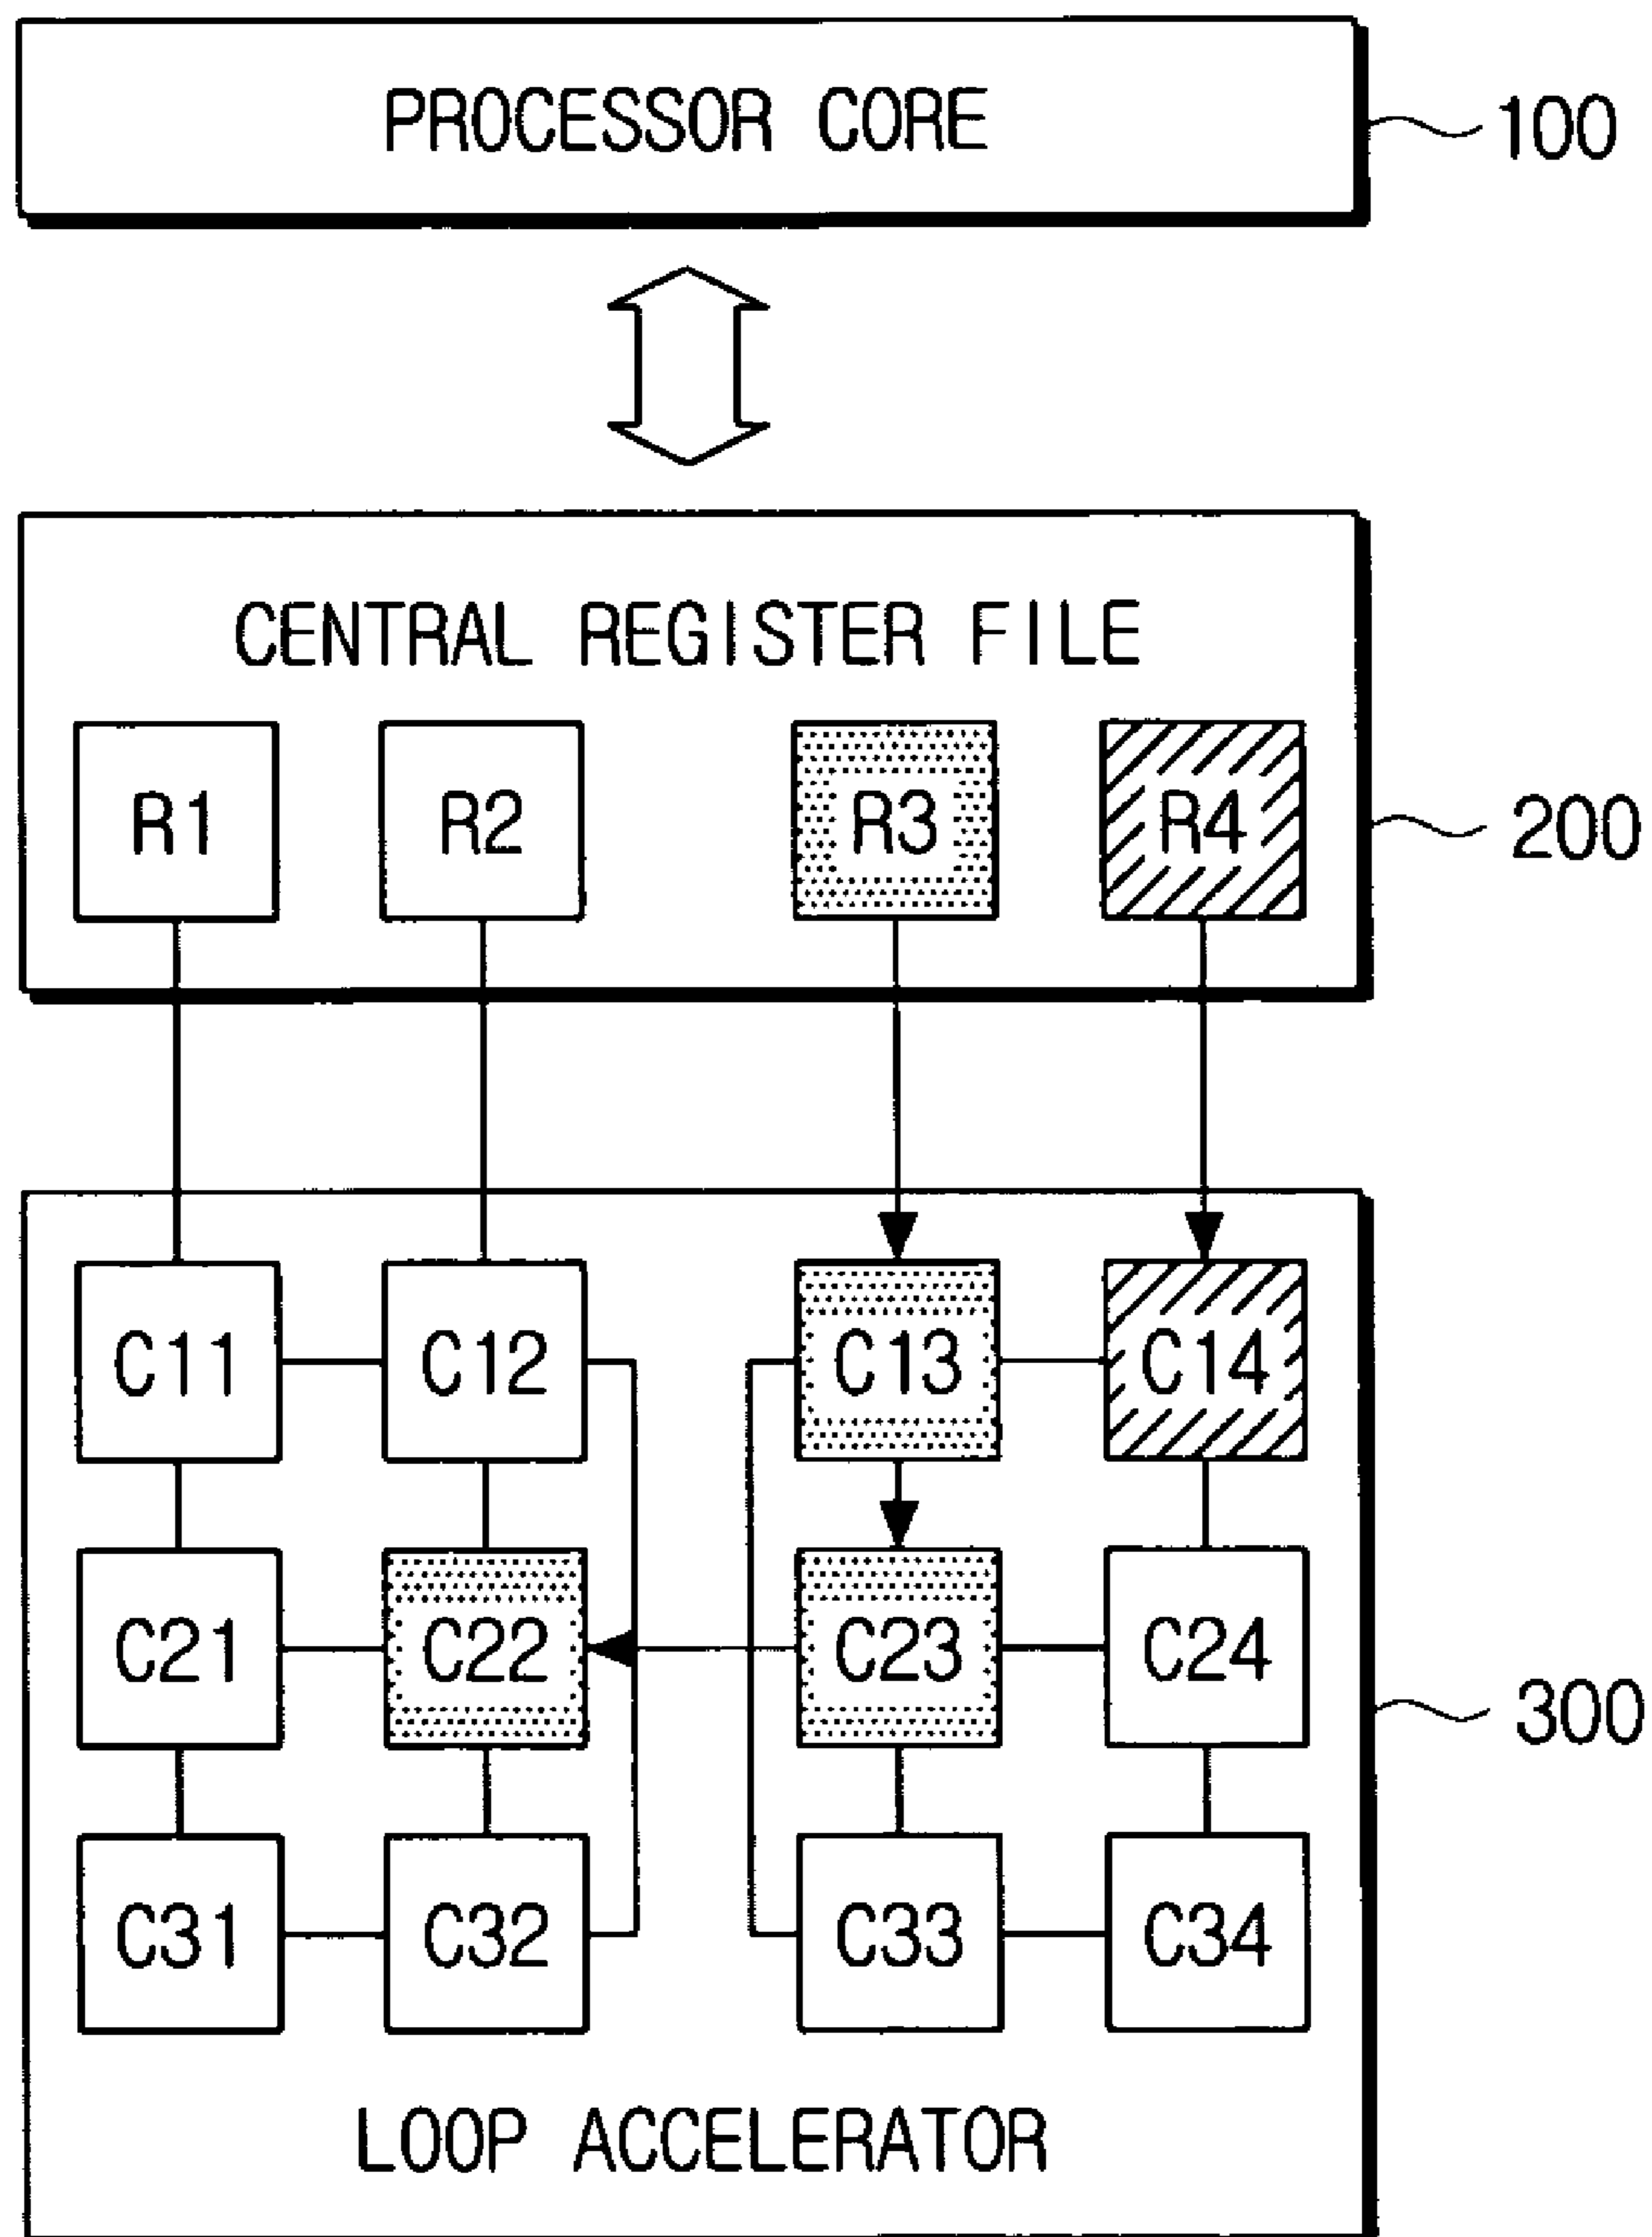 PROCESSOR CORE 100
CENTRAL REGISTER FILE
R1 R2 R3 R4 200
C11 C12 C13 C14
C21 C22 C23 C24
300
C31 C32 C33 C34
LOOP ACCELERATOR